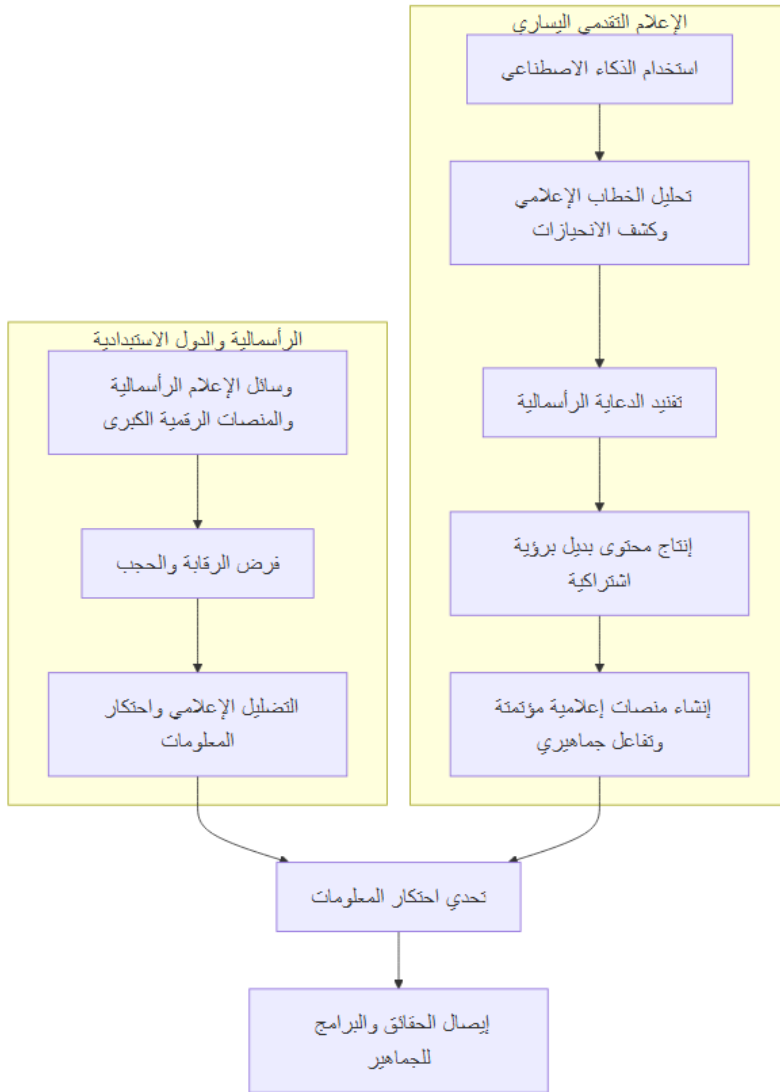 الإعلام التقدمي اليساري
استخدام الذكاء الاصطناعي
تحليل الخطاب الإعلامي
وكشف الانحيازات
تفنيد الدعاية الرأسمالية
إنتاج محتوى بديل برؤية
اشتراكية
إنشاء منصات إعلامية مؤتمتة
وتفاعل جماهيري
الرأسمالية والدول الاستبدادية
وسائل الإعلام الرأسمالية
والمنصات الرقمية الكبرى
فرض الرقابة والحجب
التضليل الإعلامي واحتكار
المعلومات
تحدي احتكار المعلومات
إيصال الحقائق والبرامج
للجماهير